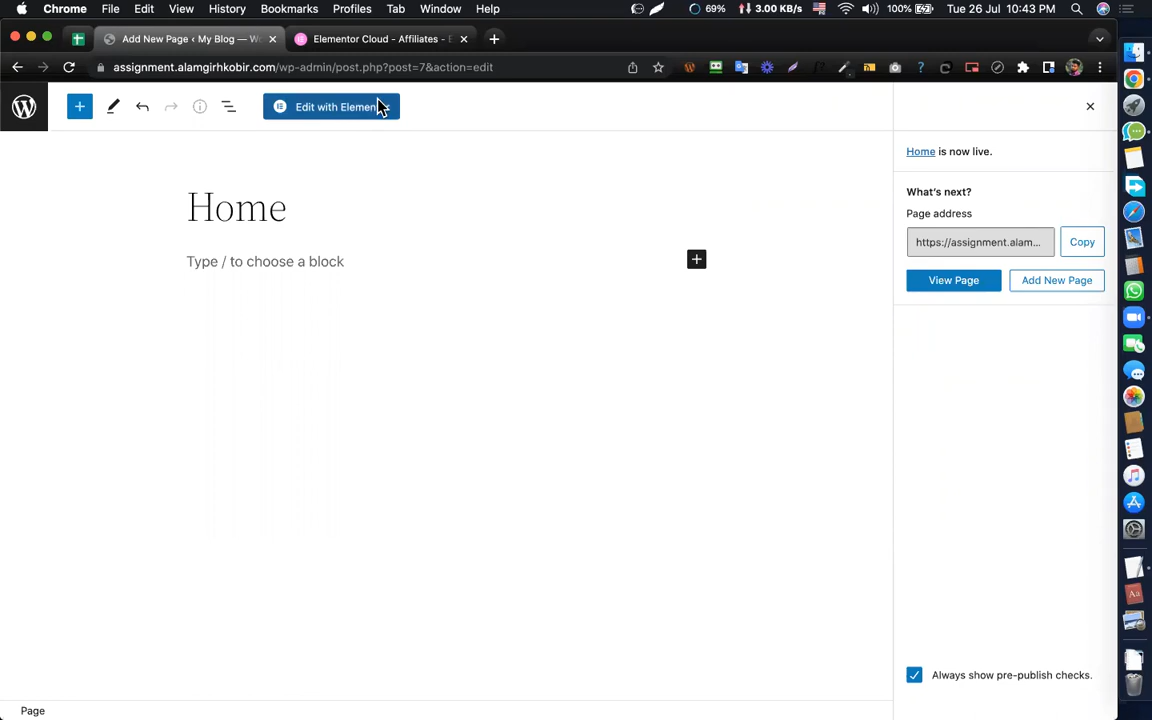 Chrome File Edit View History Bookmarks Profiles Tab Window Help 69% 3.00 KB/s 100% Tue 26 Jul 10:43 PM
Add New Page ‹ My Blog — W Elementor Cloud - Affiliates - E
assignment.alamgirhkobir.com/wp-admin/post.php?post=7&action=edit
Edit with Elemen
Home is now live.
What's next?
Page address
https://assignment.alam... Copy
View Page Add New Page
Home
Type / to choose a block
Always show pre-publish checks.
Page